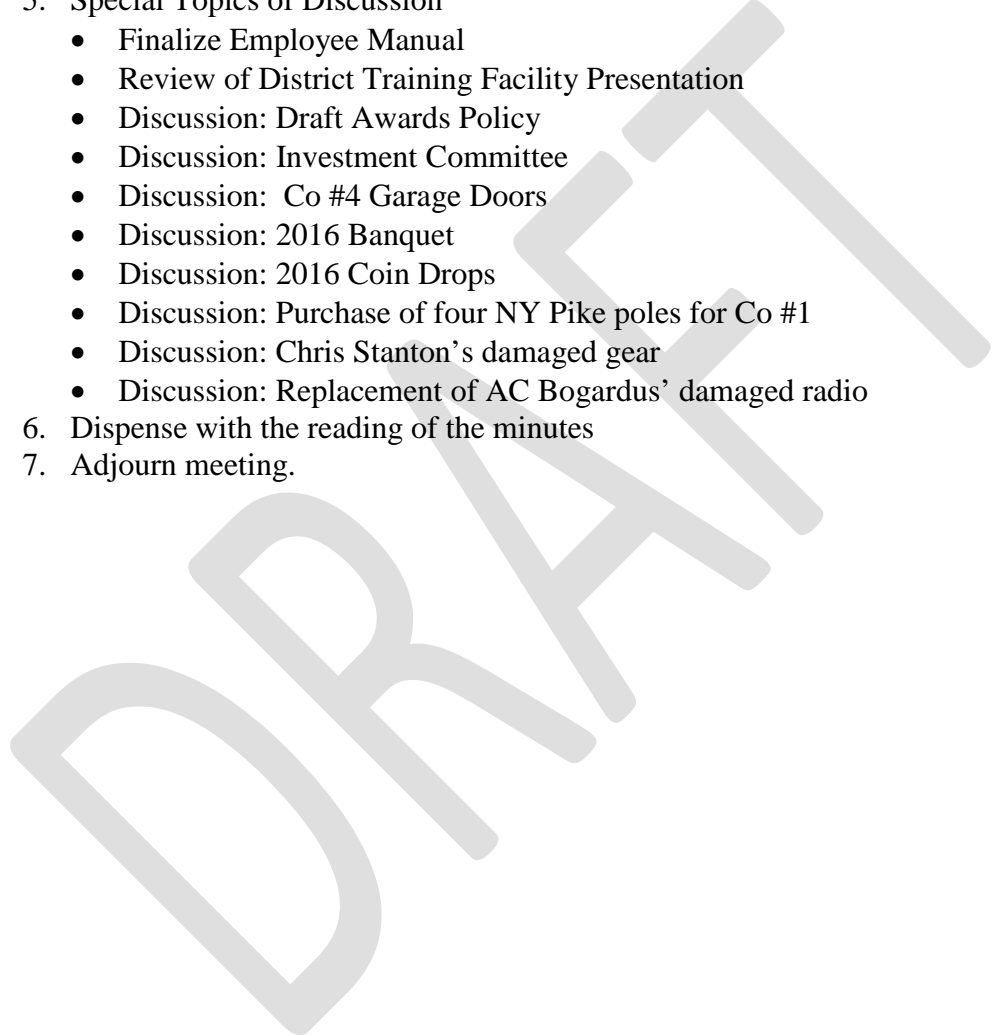 5. Special Topics of Discussion
• Finalize Employee Manual
• Review of District Training Facility Presentation
• Discussion: Draft Awards Policy
• Discussion: Investment Committee
• Discussion:  Co #4 Garage Doors
• Discussion: 2016 Banquet
• Discussion: 2016 Coin Drops
• Discussion: Purchase of four NY Pike poles for Co #1
• Discussion: Chris Stanton’s damaged gear
• Discussion: Replacement of AC Bogardus’ damaged radio
6. Dispense with the reading of the minutes
7. Adjourn meeting.
DRAFT